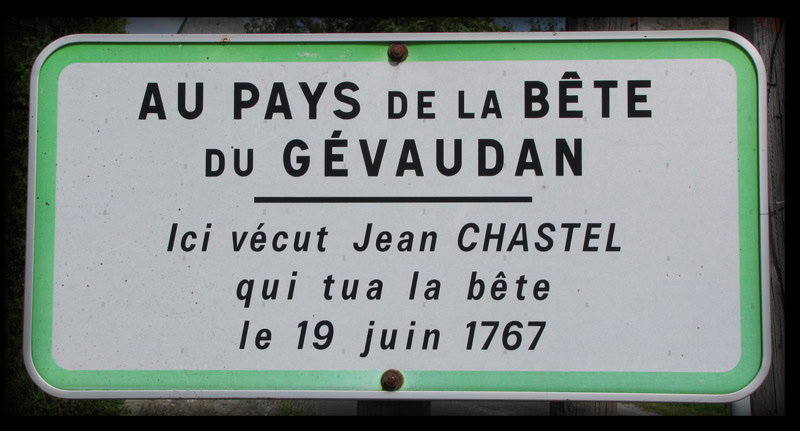 AU PAYS DE LA BÊTE
DU GÉVAUDAN
Ici vécut Jean CHASTEL
qui tua la bête
le 19 juin 1767